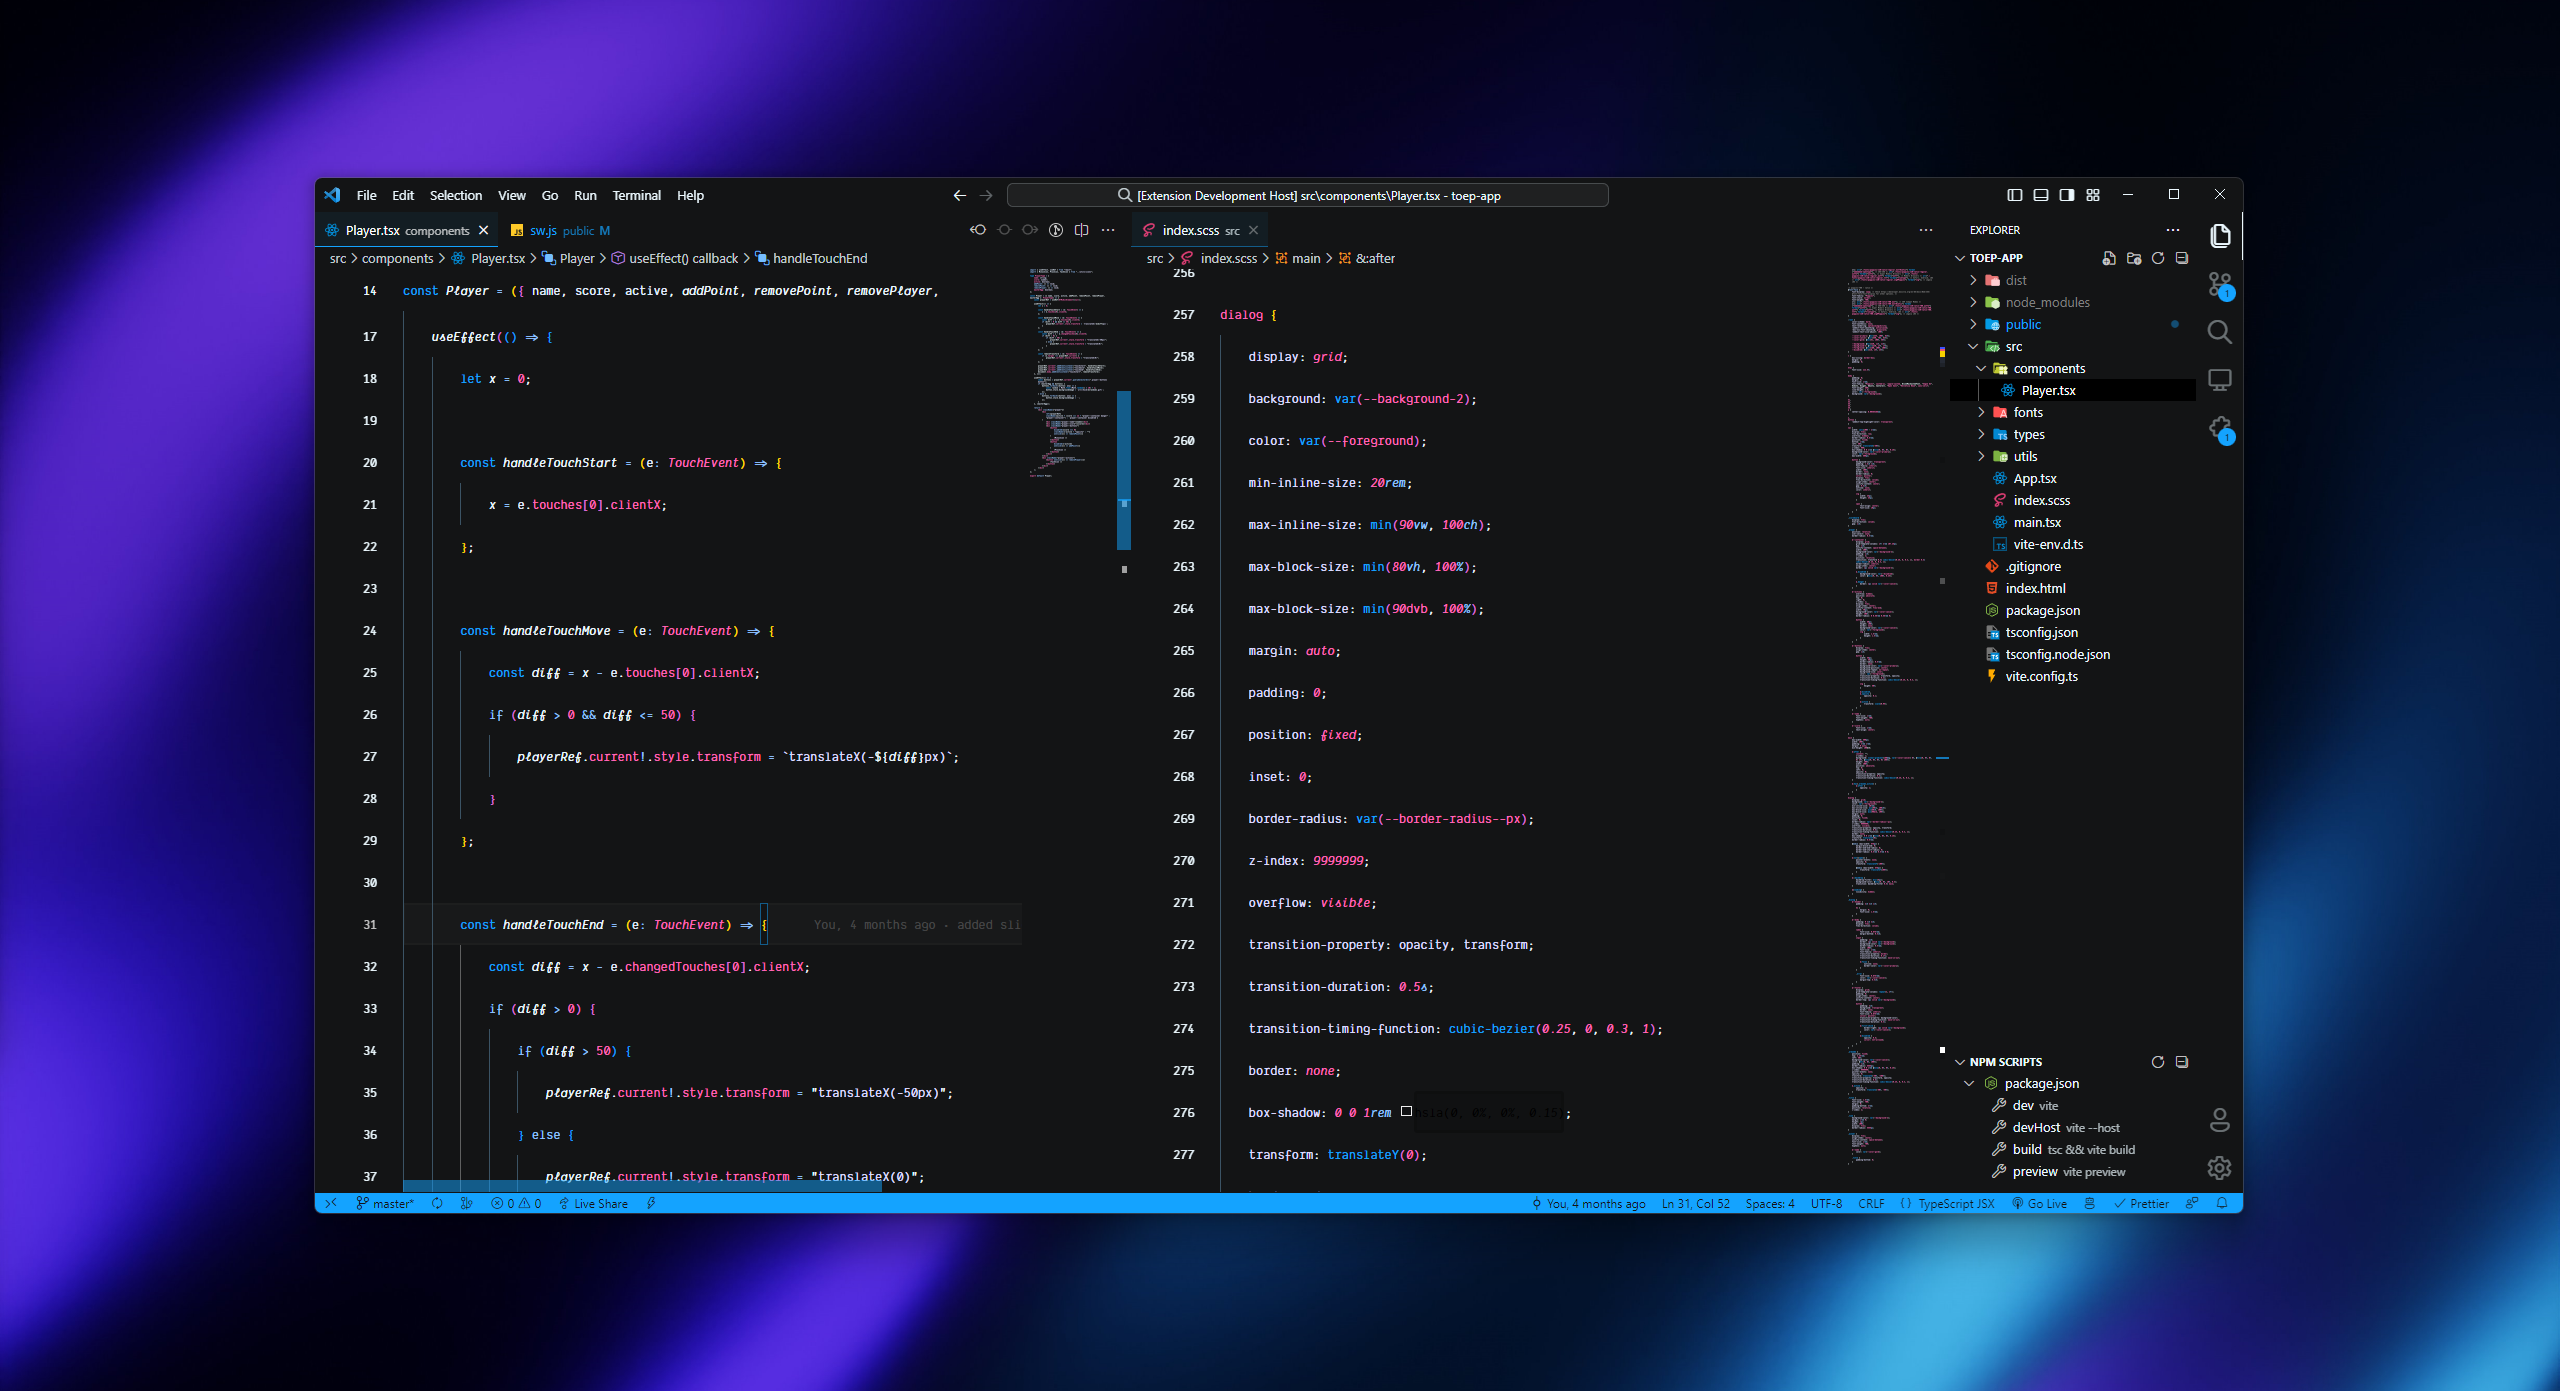 File Edit Selection View Go Run Terminal Help
[Extension Development Host] src\components\Player.tsx - toep-app
Player.tsx components
sw.js public M
src > components > Player.tsx > Player > useEffect() callback > handleTouchEnd
14 const Player = ({ name, score, active, addPoint, removePoint, removePlayer,
17 useEffect(() => {
18 let x = 0;
19
20 const handleTouchStart = (e: TouchEvent) => {
21 x = e.touches[0].clientX;
22 };
23
24 const handleTouchMove = (e: TouchEvent) => {
25 const diff = x - e.touches[0].clientX;
26 if (diff > 0 && diff <= 50) {
27 playerRef.current!.style.transform = `translateX(-${diff}px)`;
28 }
29 };
30
31 const handleTouchEnd = (e: TouchEvent) => { You, 4 months ago • added sli
32 const diff = x - e.changedTouches[0].clientX;
33 if (diff > 0) {
34 if (diff > 50) {
35 playerRef.current!.style.transform = "translateX(-50px)";
36 } else {
37 playerRef.current!.style.transform = "translateX(0)";
index.scss src
src > index.scss > main > &::after
256
257 dialog {
258 display: grid;
259 background: var(--background-2);
260 color: var(--foreground);
261 min-inline-size: 20rem;
262 max-inline-size: min(90vw, 100ch);
263 max-block-size: min(80vh, 100%);
264 max-block-size: min(90dvb, 100%);
265 margin: auto;
266 padding: 0;
267 position: fixed;
268 inset: 0;
269 border-radius: var(--border-radius--px);
270 z-index: 9999999;
271 overflow: visible;
272 transition-property: opacity, transform;
273 transition-duration: 0.5s;
274 transition-timing-function: cubic-bezier(0.25, 0, 0.3, 1);
275 border: none;
276 box-shadow: 0 0 1rem hsla(0, 0%, 0%, 0.15);
277 transform: translateY(0);
EXPLORER
TOEP-APP
dist
node_modules
public
src
components
Player.tsx
fonts
types
utils
App.tsx
index.scss
main.tsx
vite-env.d.ts
.gitignore
index.html
package.json
tsconfig.json
tsconfig.node.json
vite.config.ts
NPM SCRIPTS
package.json
dev vite
devHost vite --host
build tsc && vite build
preview vite preview
1
1
master* 0 0 Live Share
You, 4 months ago Ln 31, Col 52 Spaces: 4 UTF-8 CRLF { } TypeScript JSX Go Live Prettier